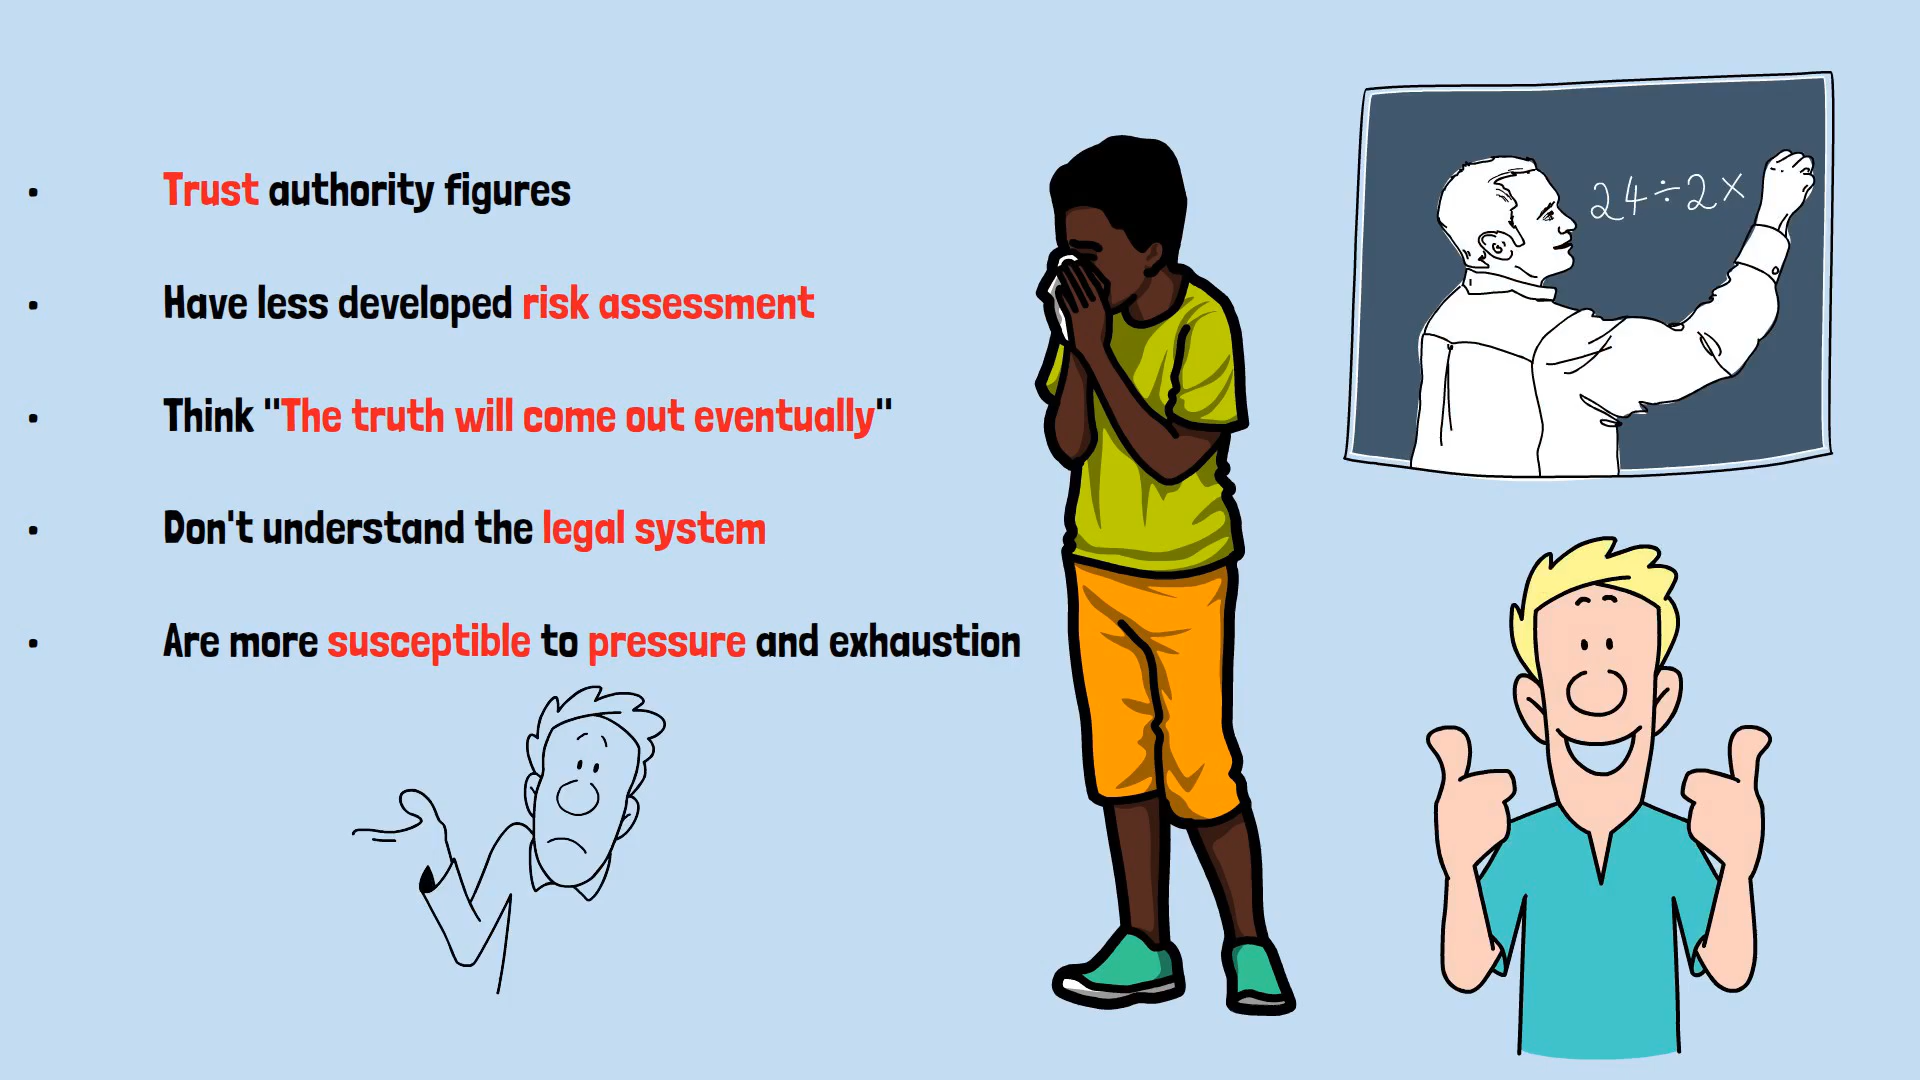 • Trust authority figures
• Have less developed risk assessment
• Think "The truth will come out eventually"
• Don't understand the legal system
• Are more susceptible to pressure and exhaustion
24÷2×